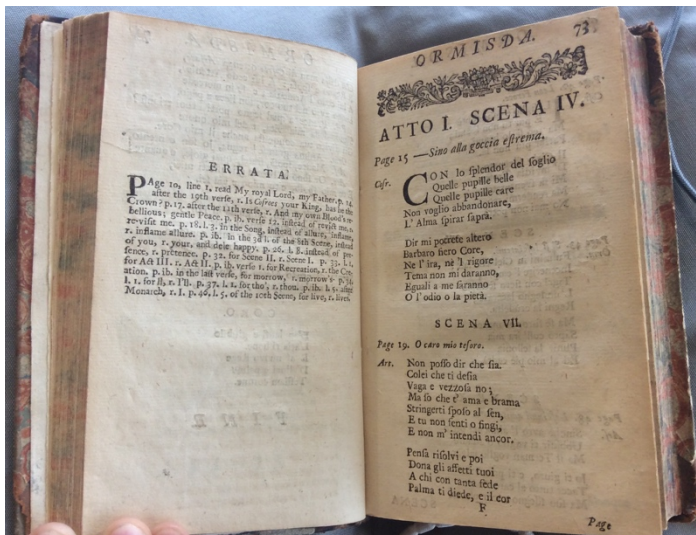 ERRATA.
PAge 10, line 1, read My royal Lord, my Father. p. 14.
after the 19th verse, r. Is Cosroes your King, has he the
Crown? p. 17. after the 11th verse, r. And my own Blood's re-
bellious; gentle Peace. p. ib. verse 12. instead of revise me. r.
re-visit me. p. 18. l. 3. in the Song, instead of allure, inflame,
r. inflame allure. p. ib. in the 3d l. of the 8th Scene, instead
of you, r. your, and dele happy. p. 26. l. 8. instead of pre-
sences, r. pretence. p. 32. for Scene II. r. Scene I. p. 33. l. 1.
for Act III. r. Act II. p. ib. verse 1. for Recreation, r. the Cre-
ation. p. ib. in the last verse, for morrow, r. morrow's. p.
l. 1. for ll, r. I'll. p. 37. l. 2. for tho', r. thou. p. ib. l. 5. after
Monarch, r. I. p. 46. l. 5. of the 10th Scene, for live, r. lives.
ORMISDA. 73
ATTO I. SCENA IV.
Page 15 —Sino alla goccia estrema.
Cosr. CON lo splendor del soglio
Quelle pupille belle
Quelle pupille care
Non voglio abbandonare,
L' Alma spirar saprà.
Dir mi potrete altero
Barbaro fiero Core,
Ne l' ira, nè 'l rigore
Tema non mi daranno,
Eguali a me saranno
O l' odio o la pietà.
SCENA VII.
Page 19. O caro mio tesoro.
Art. Non posso dir che sia.
Colei che ti desia
Vaga e vezzosa no;
Ma sò che t' ama e brama
Stringerti sposo al sen,
E tu non senti o fingi,
E non m' intendi ancor.
Pensa risolvi e poi
Dona gli affetti tuoi
A chi con tanta fede
Palma ti diede, e il cor
F
Page